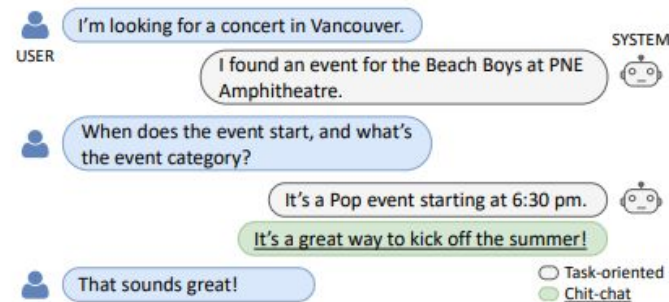 I'm looking for a concert in Vancouver.
USER
SYSTEM
I found an event for the Beach Boys at PNE
Amphitheatre.
When does the event start, and what's
the event category?
It's a Pop event starting at 6:30 pm.
It's a great way to kick off the summer!
That sounds great!
Task-oriented
Chit-chat